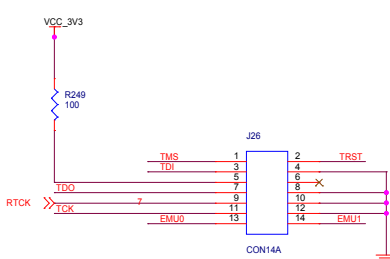 VCC_3V3
R249
100
J26
TMS 1 2 TRST
TDI 3 4
5 6
TDO 7 8
RTCK 7 9 10
TCK 11 12
EMU0 13 14 EMU1
CON14A